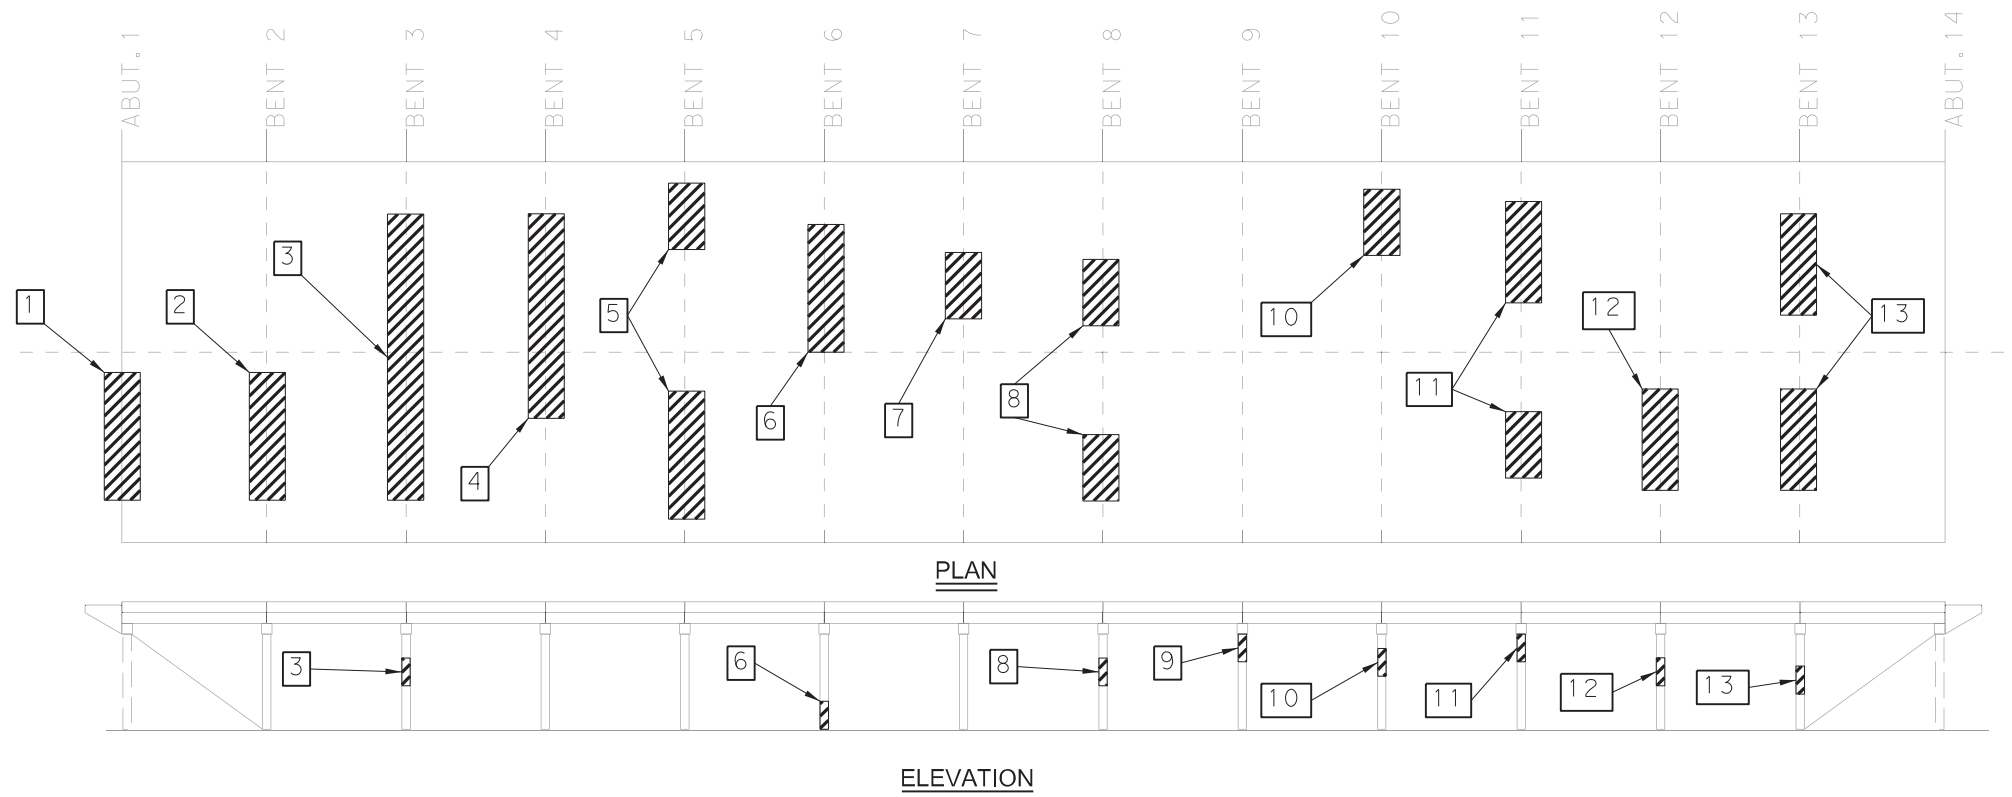 ABUT. 1
BENT 2
BENT 3
BENT 4
BENT 5
BENT 6
BENT 7
BENT 8
BENT 9
BENT 10
BENT 11
BENT 12
BENT 13
ABUT. 14
1
2
3
4
5
6
7
8
10
11
12
13
PLAN
3
6
8
9
10
11
12
13
ELEVATION